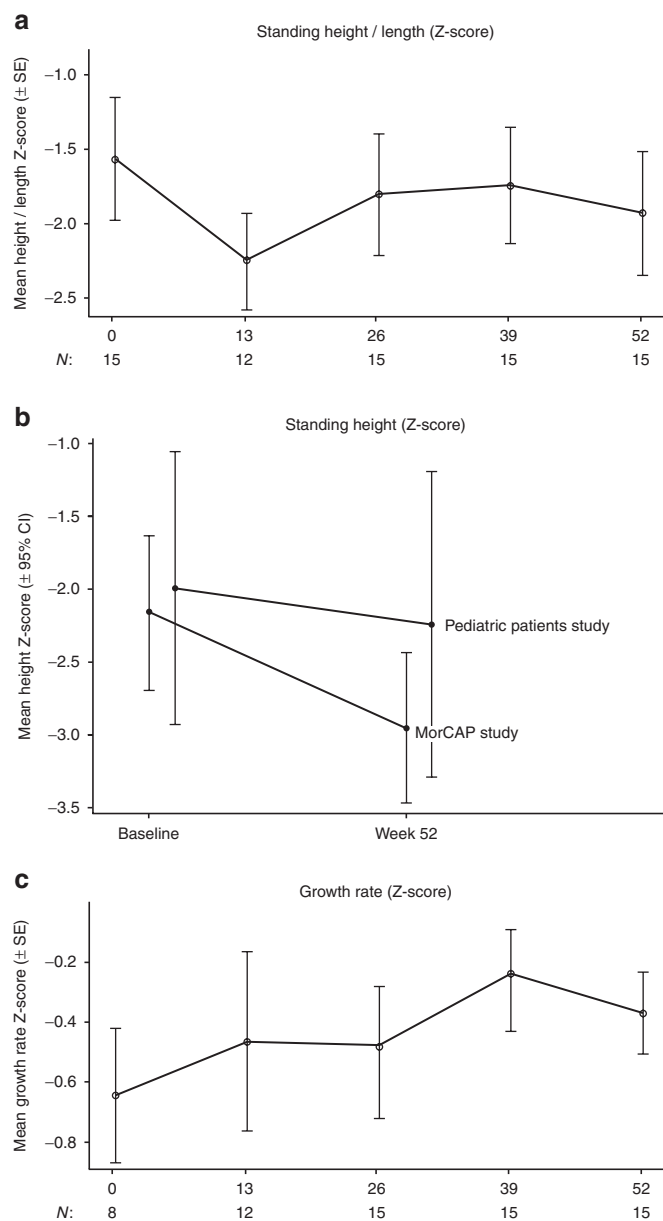 a
Standing height / length (Z-score)
Mean height / length Z-score (± SE)
−1.0
−1.5
−2.0
−2.5
0 13 26 39 52
N: 15 12 15 15 15
b
Standing height (Z-score)
Mean height Z-score (± 95% CI)
−1.0
−1.5
−2.0
−2.5
−3.0
−3.5
Pediatric patients study
MorCAP study
Baseline Week 52
c
Growth rate (Z-score)
Mean growth rate Z-score (± SE)
−0.2
−0.4
−0.6
−0.8
0 13 26 39 52
N: 8 12 15 15 15